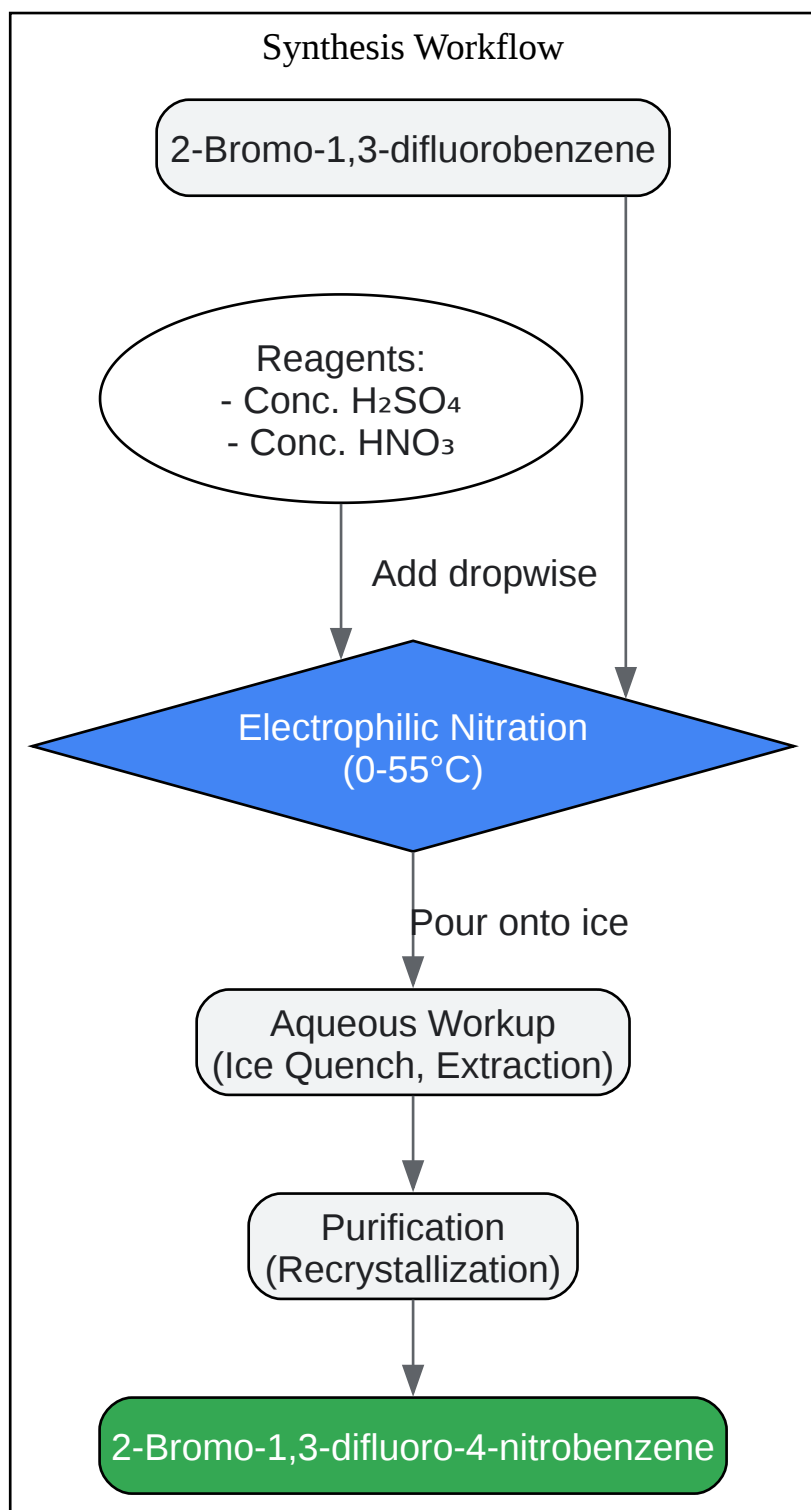 Synthesis Workflow
2-Bromo-1,3-difluorobenzene
Reagents:
- Conc. H₂SO₄
- Conc. HNO₃
Add dropwise
Electrophilic Nitration
(0-55°C)
Pour onto ice
Aqueous Workup
(Ice Quench, Extraction)
Purification
(Recrystallization)
2-Bromo-1,3-difluoro-4-nitrobenzene